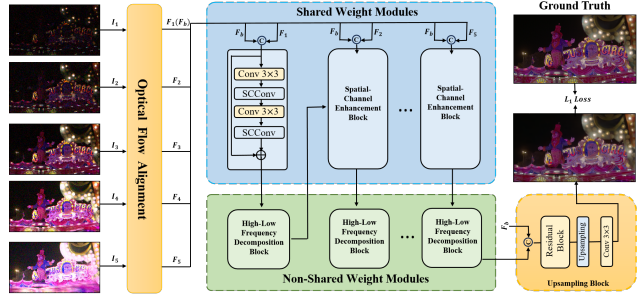 Shared Weight Modules
Ground Truth
I1
F1(Fb)
Fb
F1
Fb
F2
Fb
F5
C
C
C
I2
F2
Optical Flow Alignment
Conv 3×3
SCConv
Conv 3×3
SCConv
Spatial-
Channel
Enhancement
Block
...
Spatial-
Channel
Enhancement
Block
L1 Loss
I3
F3
I4
F4
I5
F5
High-Low
Frequency
Decomposition
Block
High-Low
Frequency
Decomposition
Block
...
High-Low
Frequency
Decomposition
Block
Non-Shared Weight Modules
Fb
C
Residual
Block
Upsampling
Conv 3×3
Upsampling Block